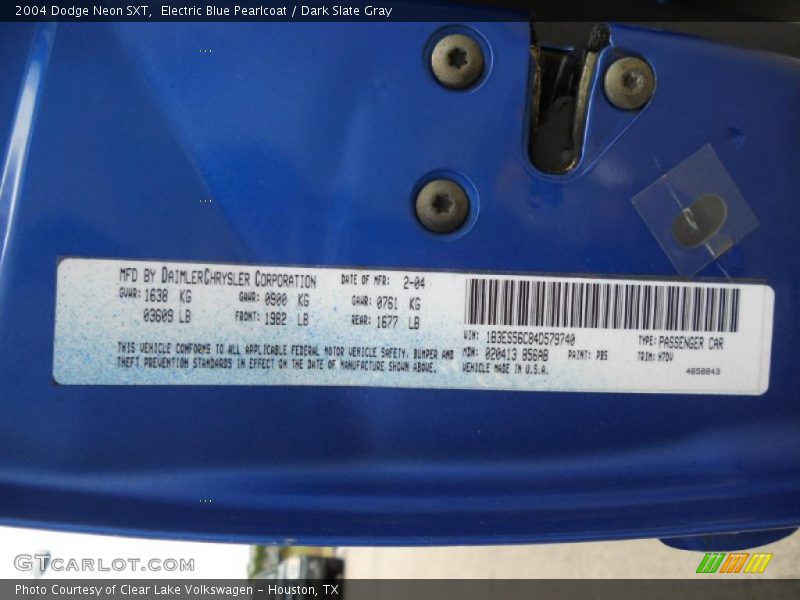 2004 Dodge Neon SXT,  Electric Blue Pearlcoat / Dark Slate Gray
MFD BY DAIMLERCHRYSLER CORPORATION DATE OF MFR: 2-04
GVWR: 1638 KG GAWR: 0900 KG GAWR: 0761 KG
03609 LB FRONT: 1982 LB REAR: 1677 LB
THIS VEHICLE CONFORMS TO ALL APPLICABLE FEDERAL MOTOR VEHICLE SAFETY, BUMPER AND
THEFT PREVENTION STANDARDS IN EFFECT ON THE DATE OF MANUFACTURE SHOWN ABOVE.
VIN: 1B3ES56C04D579740 TYPE: PASSENGER CAR
MDH: 020413 056AB PAINT: PB5 TRIM: H7DV
VEHICLE MADE IN U.S.A. 4658843
GTCARLOT.COM
Photo Courtesy of Clear Lake Volkswagen - Houston, TX